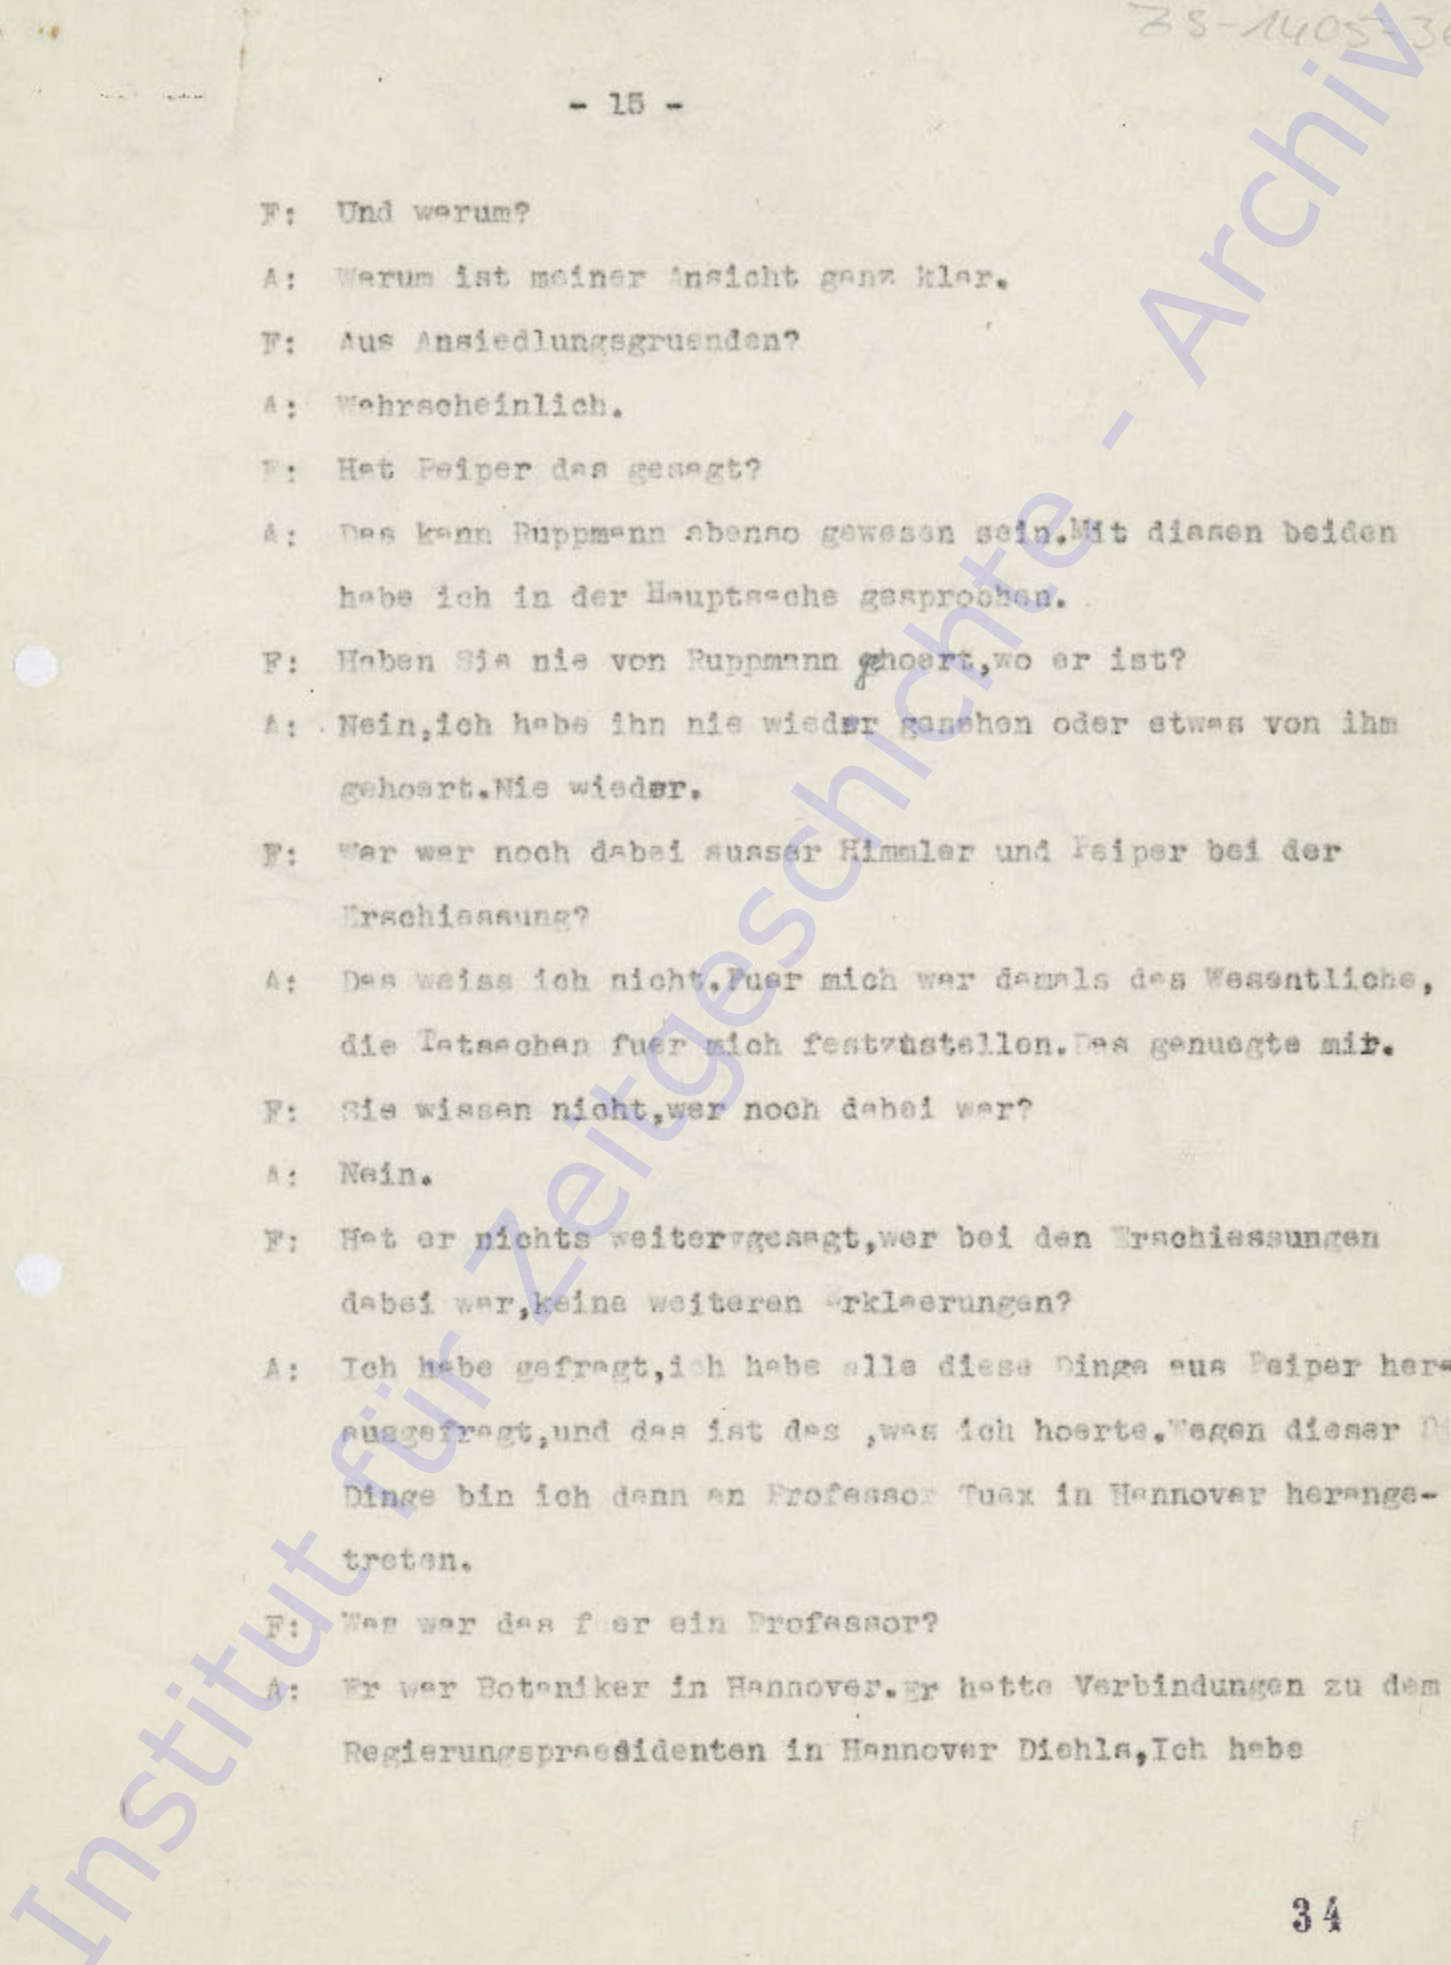 ZS-1405-3
- 15 -
F: Und warum?
A: Warum ist meiner Ansicht ganz klar.
F: Aus Ansiedlungsgruenden?
A: Wahrscheinlich.
F: Hat Peiper das gesagt?
A: Das kann Ruppmann ebenso gewesen sein.Mit diesen beiden
habe ich in der Hauptsache gesprochen.
F: Haben Sie nie von Ruppmann gehoert,wo er ist?
A: Nein,ich habe ihn nie wieder gesehen oder etwas von ihm
gehoert.Nie wieder.
F: Wer war noch dabei ausser Himmler und Peiper bei der
Erschiessung?
A: Das weiss ich nicht.Fuer mich war damals das Wesentliche,
die Tatsachen fuer mich festzustellen.Das genuegte mir.
F: Sie wissen nicht,wer noch dabei war?
A: Nein.
F: Hat er nichts weiter gesagt,wer bei den Erschiessungen
dabei war,keine weiteren Erklaerungen?
A: Ich habe gefragt,ich habe alle diese Dinge aus Peiper her-
ausgefragt,und das ist das ,was ich hoerte.Wegen dieser
Dinge bin ich dann an Professor Tuex in Hannover herange-
treten.
F: Was war das fuer ein Professor?
A: Er war Botaniker in Hannover.Er hatte Verbindungen zu dem
Regierungspraesidenten in Hannover Diehls,Ich habe
34
Institut für Zeitgeschichte - Archiv